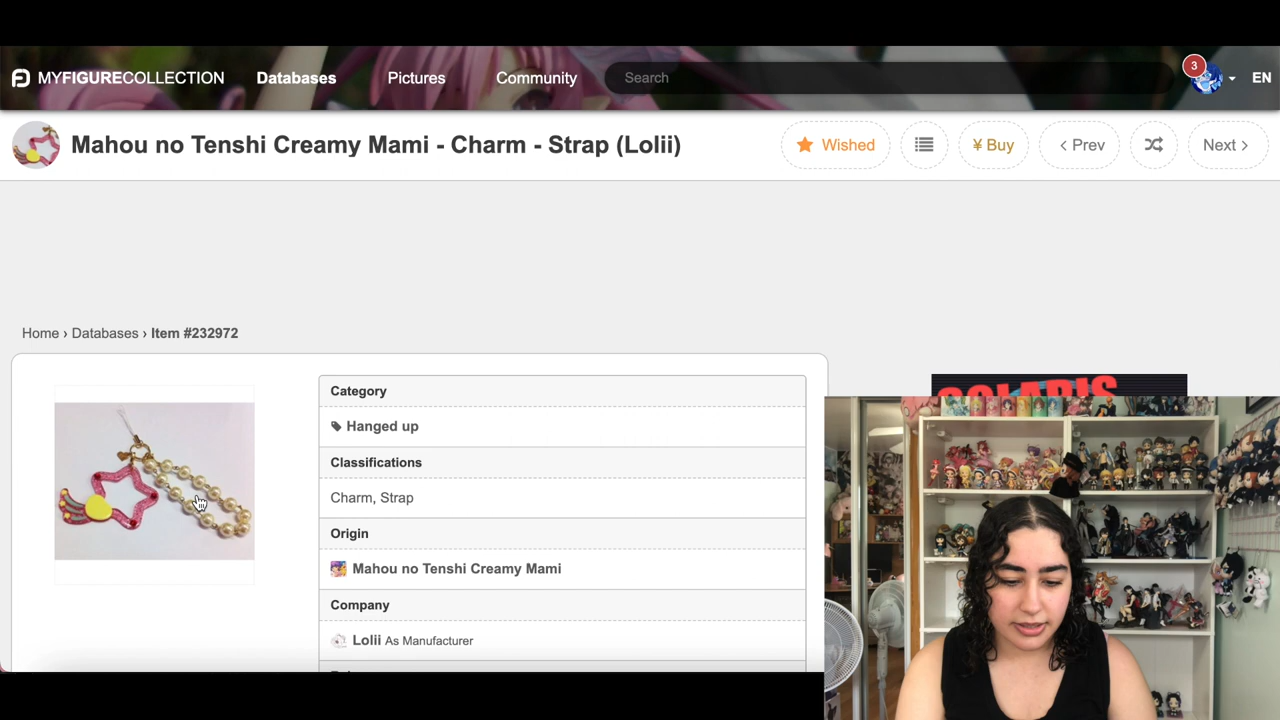 MYFIGURECOLLECTION Databases Pictures Community Search 3 EN
Mahou no Tenshi Creamy Mami - Charm - Strap (Lolii) Wished ¥ Buy < Prev Next >
Home › Databases › Item #232972
Category
Hanged up
Classifications
Charm, Strap
Origin
Mahou no Tenshi Creamy Mami
Company
Lolii As Manufacturer
SOLARIS